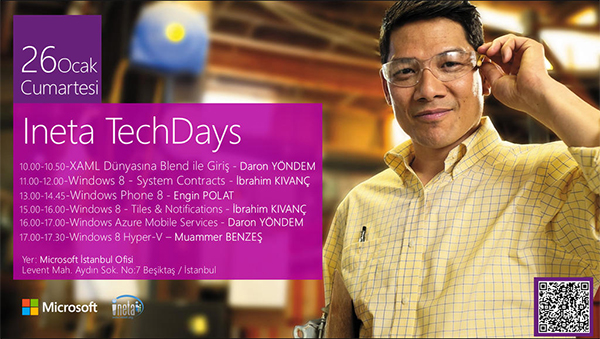 26 Ocak
Cumartesi
Ineta TechDays
10.00-10.50-XAML Dünyasına Blend ile Giriş - Daron YÖNDEM
11.00-12.00-Windows 8 - System Contracts - İbrahim KIVANÇ
13.00-14.45-Windows Phone 8 - Engin POLAT
15.00-16.00-Windows 8 - Tiles & Notifications - İbrahim KIVANÇ
16.00-17.00-Windows Azure Mobile Services - Daron YÖNDEM
17.00-17.30-Windows 8 Hyper-V – Muammer BENZEŞ
Yer: Microsoft İstanbul Ofisi
Levent Mah. Aydın Sok. No:7 Beşiktaş / İstanbul
Microsoft
ineta